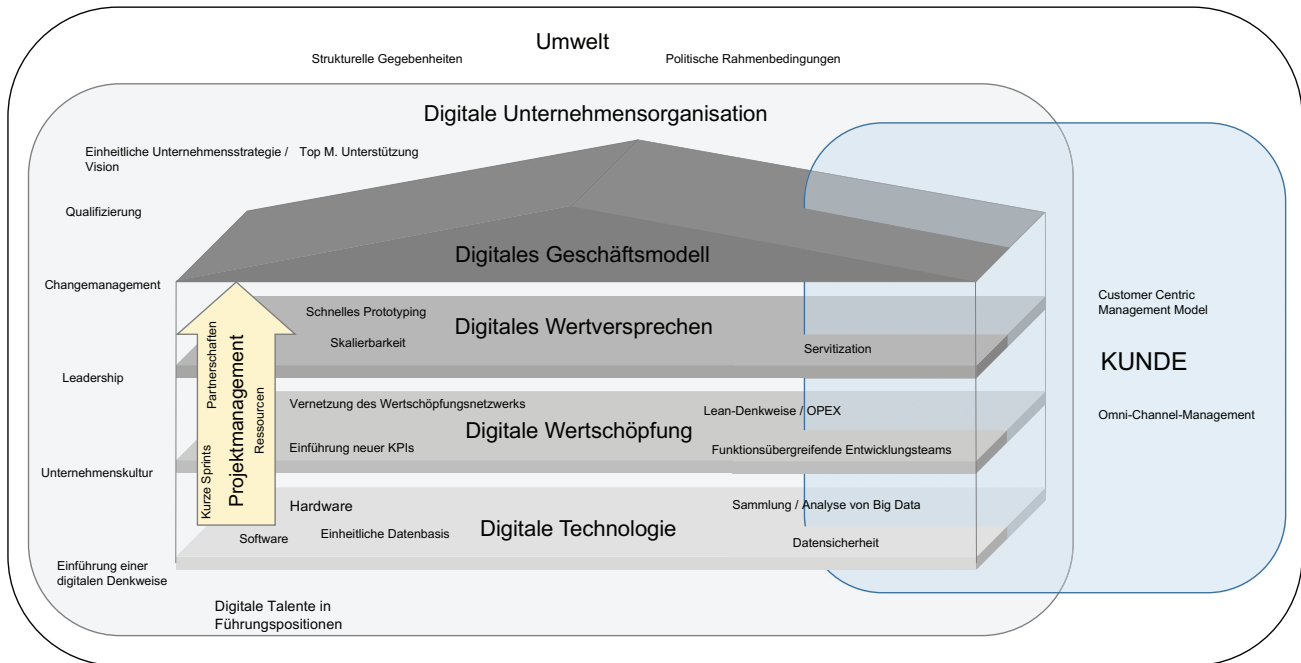 Umwelt
Strukturelle Gegebenheiten
Politische Rahmenbedingungen
Digitale Unternehmensorganisation
Einheitliche Unternehmensstrategie /
Vision
Top M. Unterstützung
Qualifizierung
Changemanagement
Leadership
Unternehmenskultur
Einführung einer
digitalen Denkweise
Digitale Talente in
Führungspositionen
Digitales Geschäftsmodell
Schnelles Prototyping
Digitales Wertversprechen
Skalierbarkeit
Servitization
Vernetzung des Wertschöpfungsnetzwerks
Lean-Denkweise / OPEX
Digitale Wertschöpfung
Einführung neuer KPIs
Funktionsübergreifende Entwicklungsteams
Hardware
Sammlung / Analyse von Big Data
Digitale Technologie
Software
Einheitliche Datenbasis
Datensicherheit
Kurze Sprints
Partnerschaften
Projektmanagement
Ressourcen
Customer Centric
Management Model
KUNDE
Omni-Channel-Management